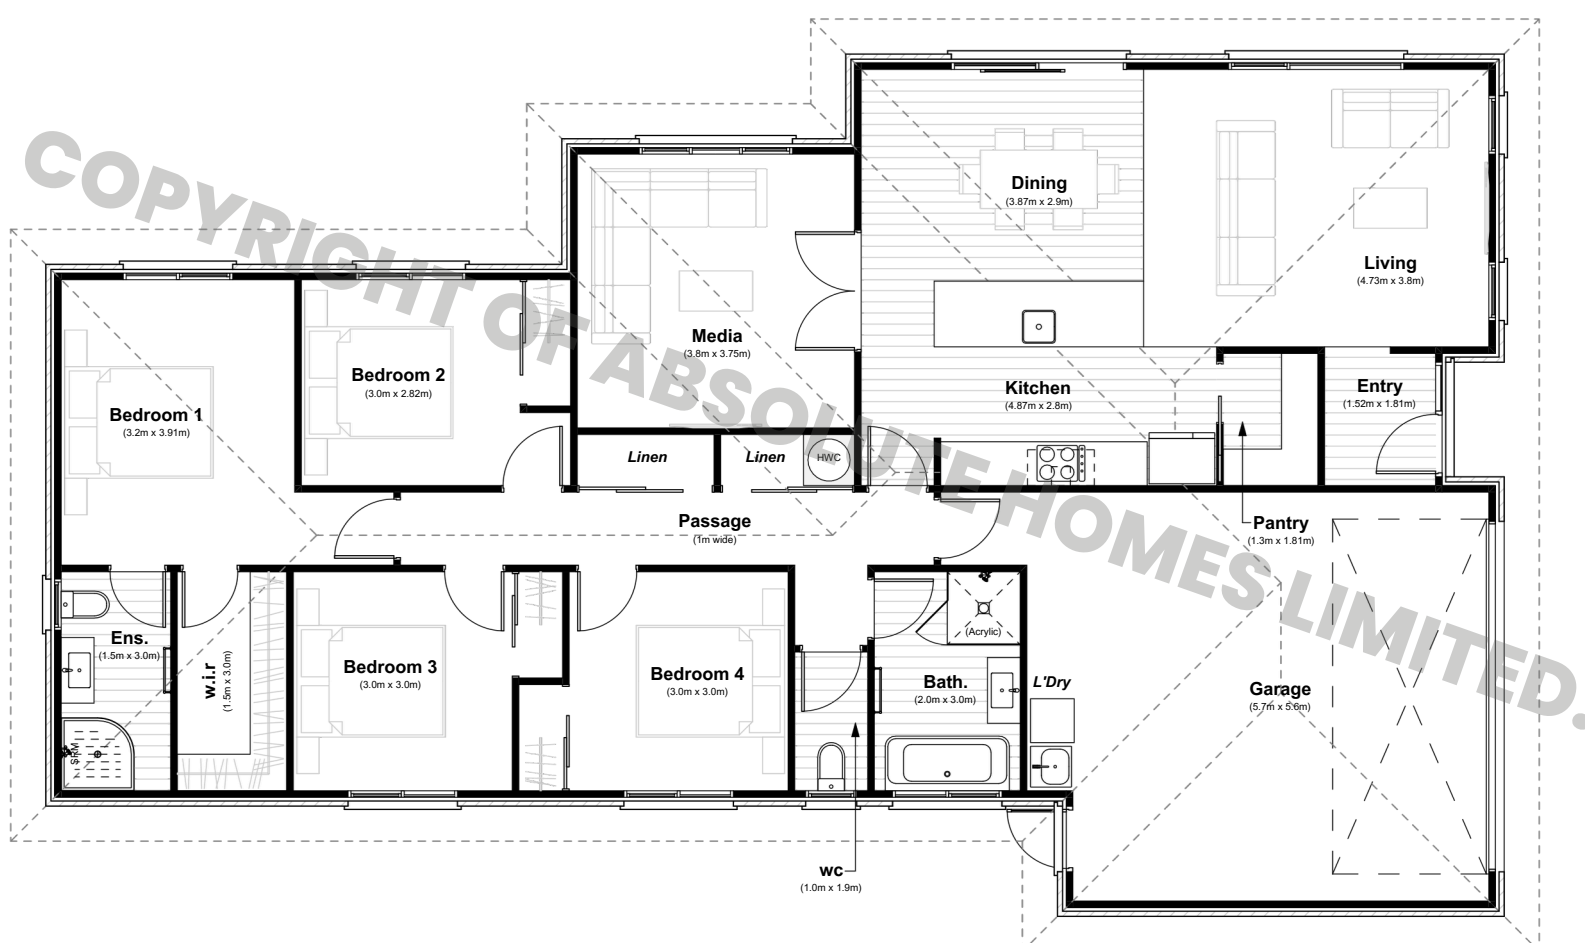 COPYRIGHT OF ABSOLUTE HOMES LIMITED.
Dining
(3.87m x 2.9m)
Living
(4.73m x 3.8m)
Media
(3.8m x 3.75m)
Bedroom 2
(3.0m x 2.82m)
Bedroom 1
(3.2m x 3.91m)
Kitchen
(4.87m x 2.8m)
Entry
(1.52m x 1.81m)
Linen
Linen
HWC
Passage
(1m wide)
Pantry
(1.3m x 1.81m)
Ens.
(1.5m x 3.0m)
SRM
w.i.r
(1.5m x 3.0m)
Bedroom 3
(3.0m x 3.0m)
Bedroom 4
(3.0m x 3.0m)
(Acrylic)
Bath.
(2.0m x 3.0m)
L'Dry
Garage
(5.7m x 5.6m)
wc
(1.0m x 1.9m)